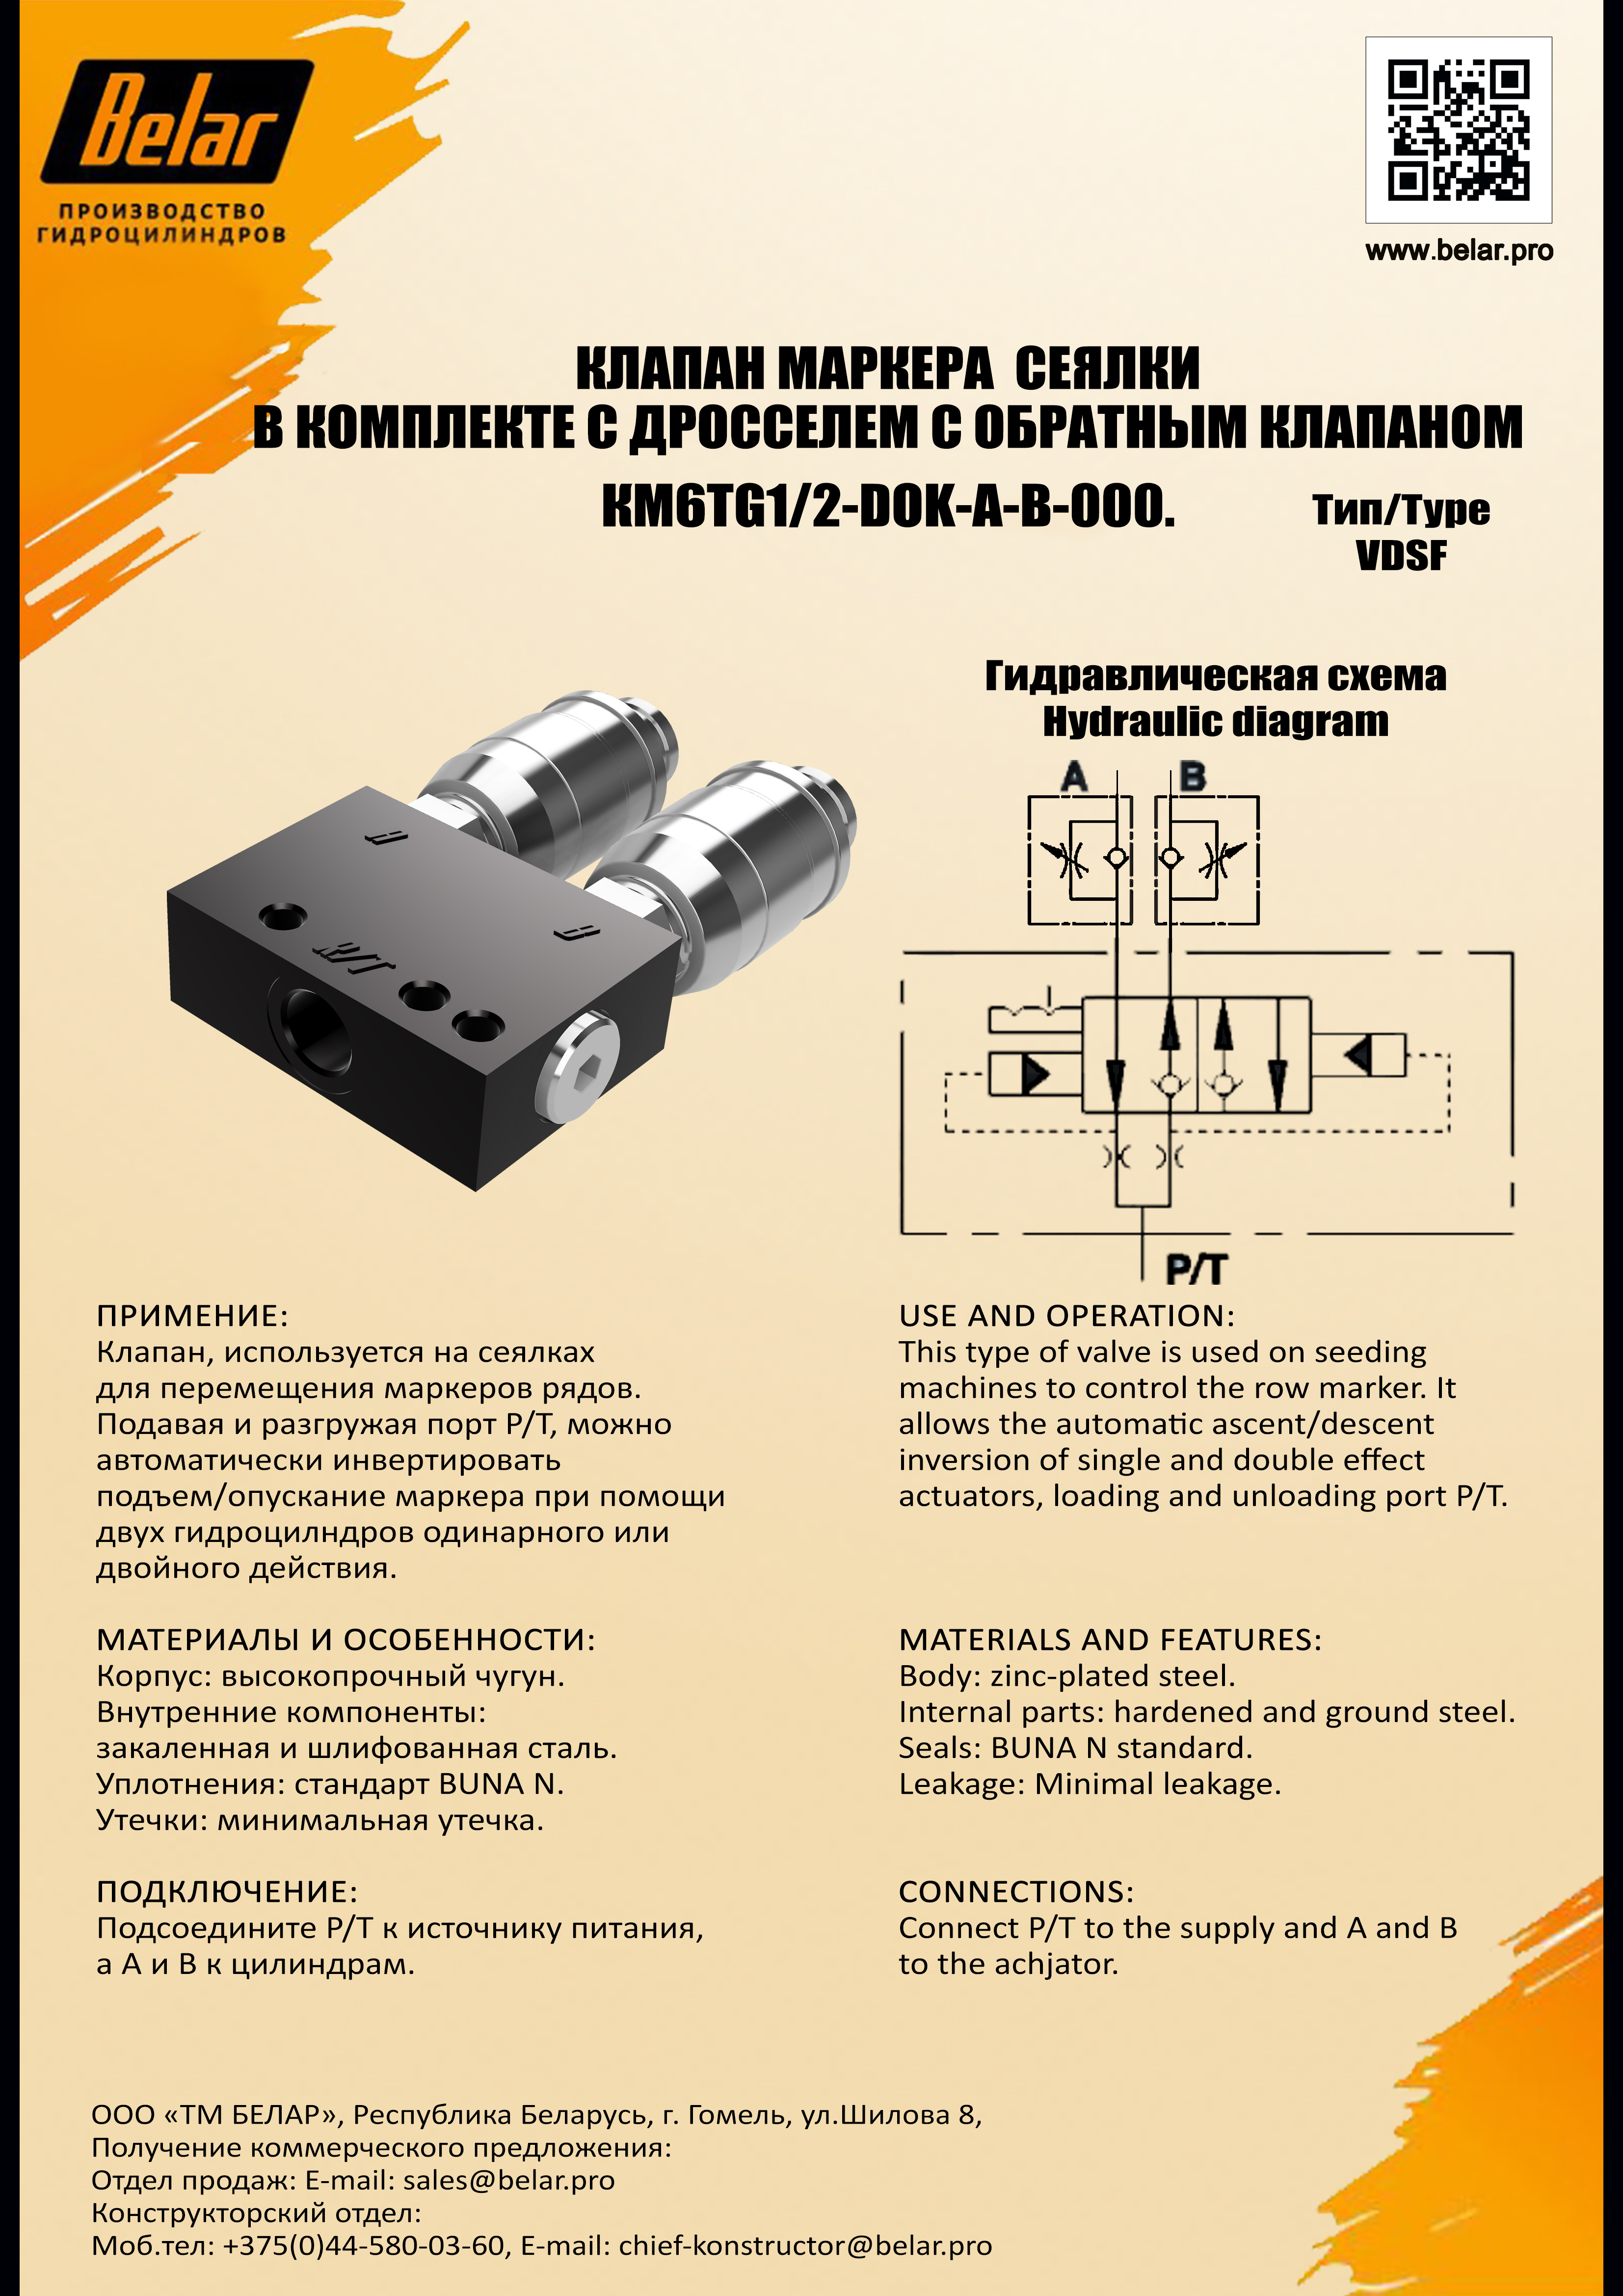 Belar
ПРОИЗВОДСТВО
ГИДРОЦИЛИНДРОВ
www.belar.pro
КЛАПАН МАРКЕРА СЕЯЛКИ
В КОМПЛЕКТЕ С ДРОССЕЛЕМ С ОБРАТНЫМ КЛАПАНОМ
КМ6TG1/2-DOK-A-B-000.
Тип/Type
VDSF
Гидравлическая схема
Hydraulic diagram
A B
P/T
P/T
ПРИМЕНИЕ:
Клапан, используется на сеялках
для перемещения маркеров рядов.
Подавая и разгружая порт P/T, можно
автоматически инвертировать
подъем/опускание маркера при помощи
двух гидроцилндров одинарного или
двойного действия.
МАТЕРИАЛЫ И ОСОБЕННОСТИ:
Корпус: высокопрочный чугун.
Внутренние компоненты:
закаленная и шлифованная сталь.
Уплотнения: стандарт BUNA N.
Утечки: минимальная утечка.
ПОДКЛЮЧЕНИЕ:
Подсоедините P/T к источнику питания,
а А и В к цилиндрам.
USE AND OPERATION:
This type of valve is used on seeding
machines to control the row marker. It
allows the automatic ascent/descent
inversion of single and double effect
actuators, loading and unloading port P/T.
MATERIALS AND FEATURES:
Body: zinc-plated steel.
Internal parts: hardened and ground steel.
Seals: BUNA N standard.
Leakage: Minimal leakage.
CONNECTIONS:
Connect P/T to the supply and A and B
to the achjator.
ООО «ТМ БЕЛАР», Республика Беларусь, г. Гомель, ул.Шилова 8,
Получение коммерческого предложения:
Отдел продаж: E-mail: sales@belar.pro
Конструкторский отдел:
Моб.тел: +375(0)44-580-03-60, E-mail: chief-konstructor@belar.pro